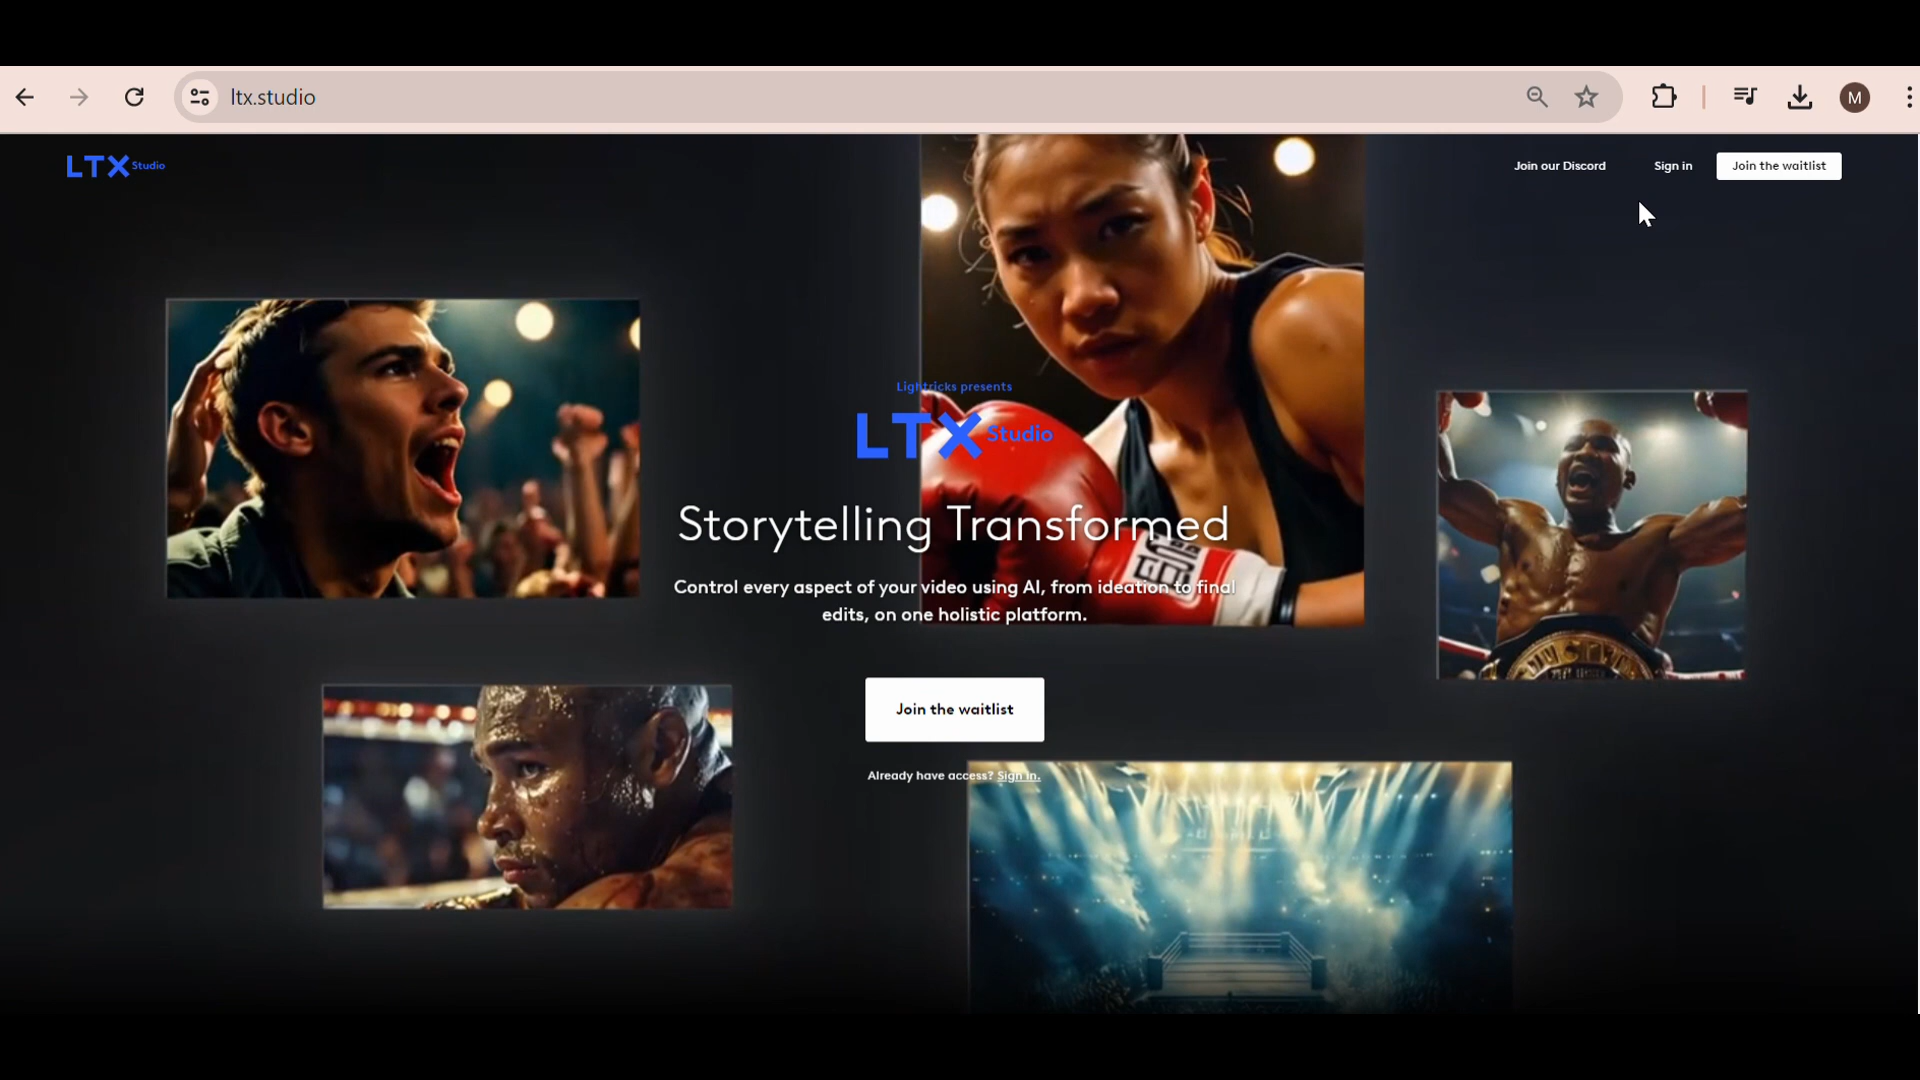 ltx.studio
M
LTX Studio
Join our Discord
Sign in
Join the waitlist
Lightricks presents
LTX Studio
Storytelling Transformed
Control every aspect of your video using AI, from ideation to final
edits, on one holistic platform.
Join the waitlist
Already have access? Sign in.